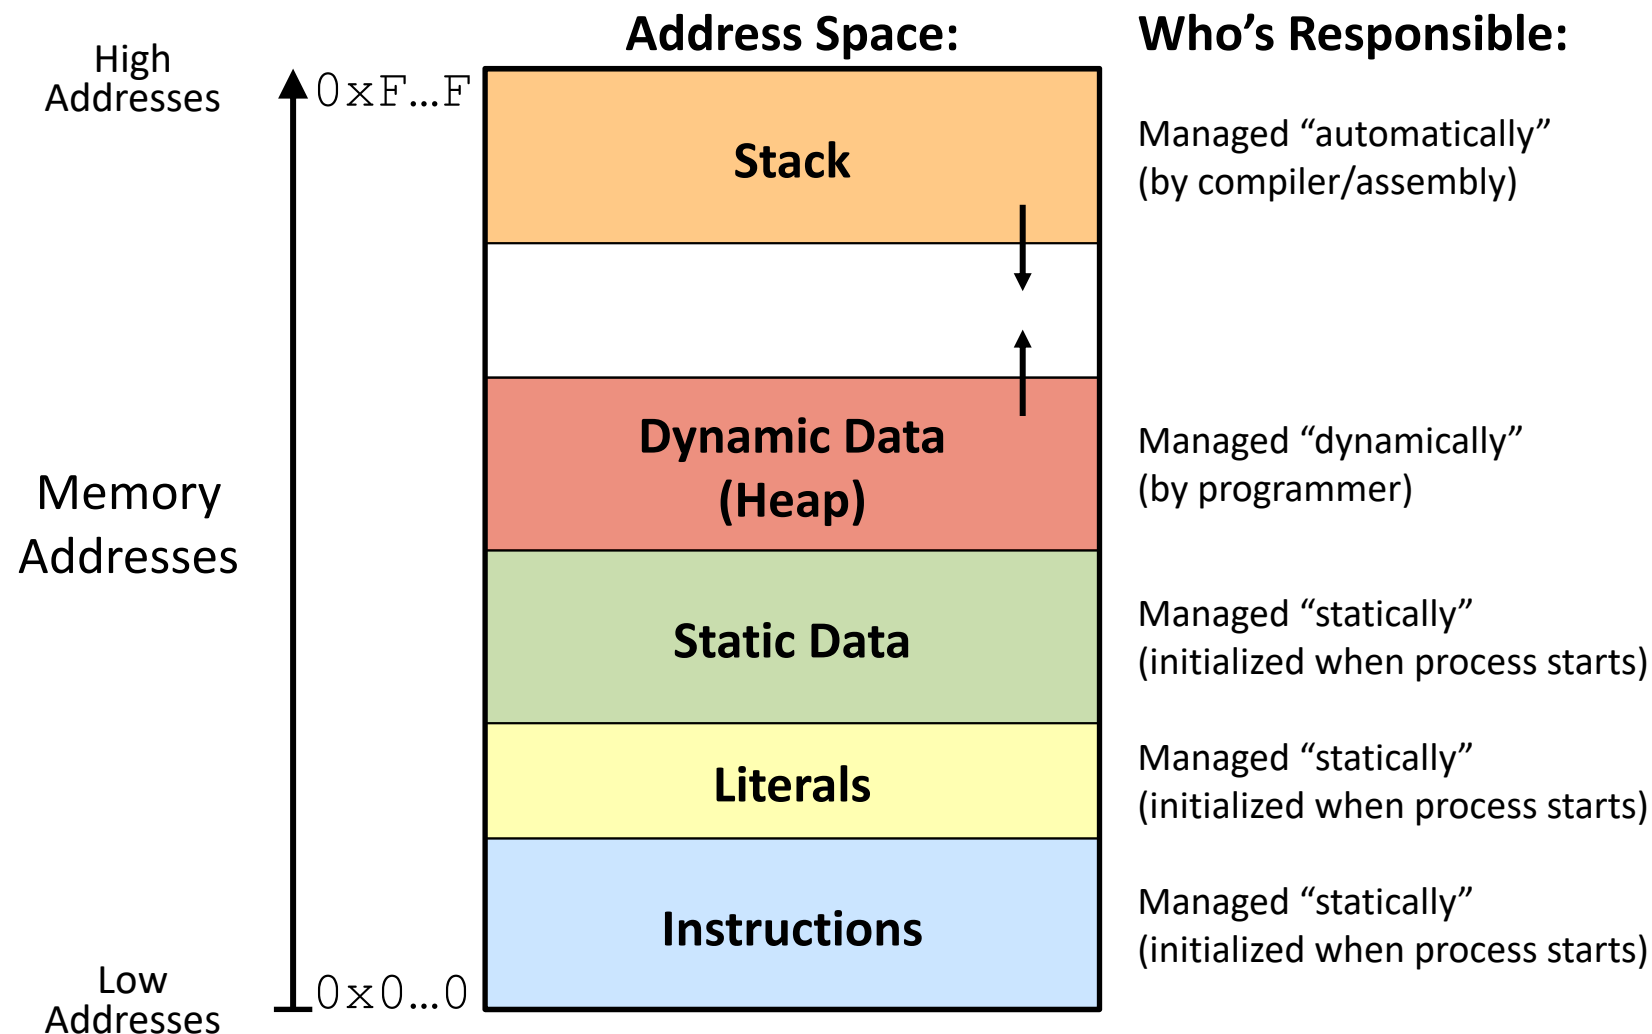 Address Space:
Who’s Responsible:
High
Addresses
0xF…F
Stack
Managed “automatically”
(by compiler/assembly)
Dynamic Data
(Heap)
Managed “dynamically”
(by programmer)
Memory
Addresses
Static Data
Managed “statically”
(initialized when process starts)
Literals
Managed “statically”
(initialized when process starts)
Instructions
Managed “statically”
(initialized when process starts)
Low
Addresses
0x0…0